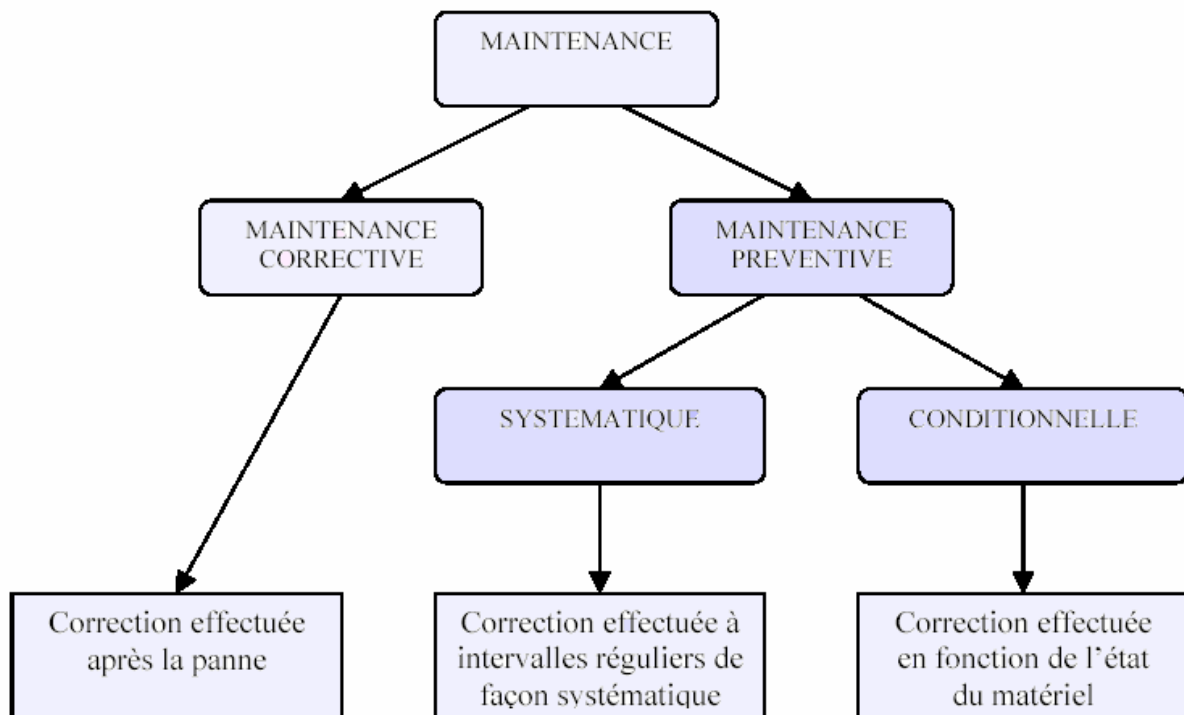 MAINTENANCE
MAINTENANCE
CORRECTIVE
MAINTENANCE
PREVENTIVE
SYSTEMATIQUE
CONDITIONNELLE
Correction effectuée
après la panne
Correction effectuée à
intervalles réguliers de
façon systématique
Correction effectuée
en fonction de l'état
du matériel